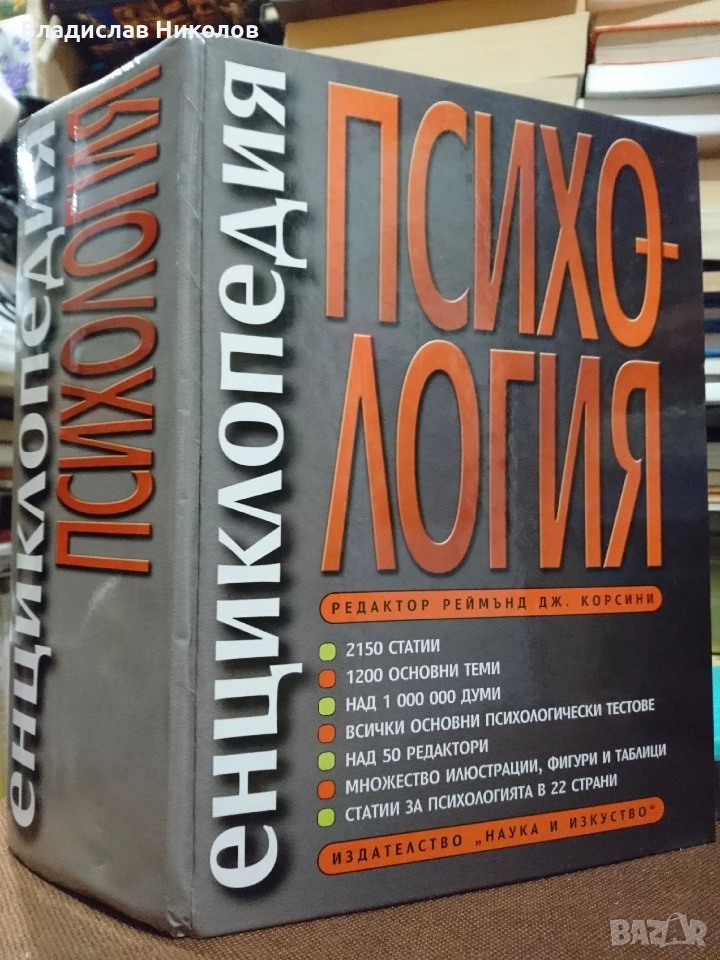 Владислав Николов
енциклопедия
ПСИХОЛОГИЯ
енциклопедия
ПСИХО-
ЛОГИЯ
РЕДАКТОР РЕЙМЪНД ДЖ. КОРСИНИ
2150 СТАТИИ
1200 ОСНОВНИ ТЕМИ
НАД 1 000 000 ДУМИ
ВСИЧКИ ОСНОВНИ ПСИХОЛОГИЧЕСКИ ТЕСТОВЕ
НАД 50 РЕДАКТОРИ
МНОЖЕСТВО ИЛЮСТРАЦИИ, ФИГУРИ И ТАБЛИЦИ
СТАТИИ ЗА ПСИХОЛОГИЯТА В 22 СТРАНИ
ИЗДАТЕЛСТВО „НАУКА И ИЗКУСТВО"
BAZAR